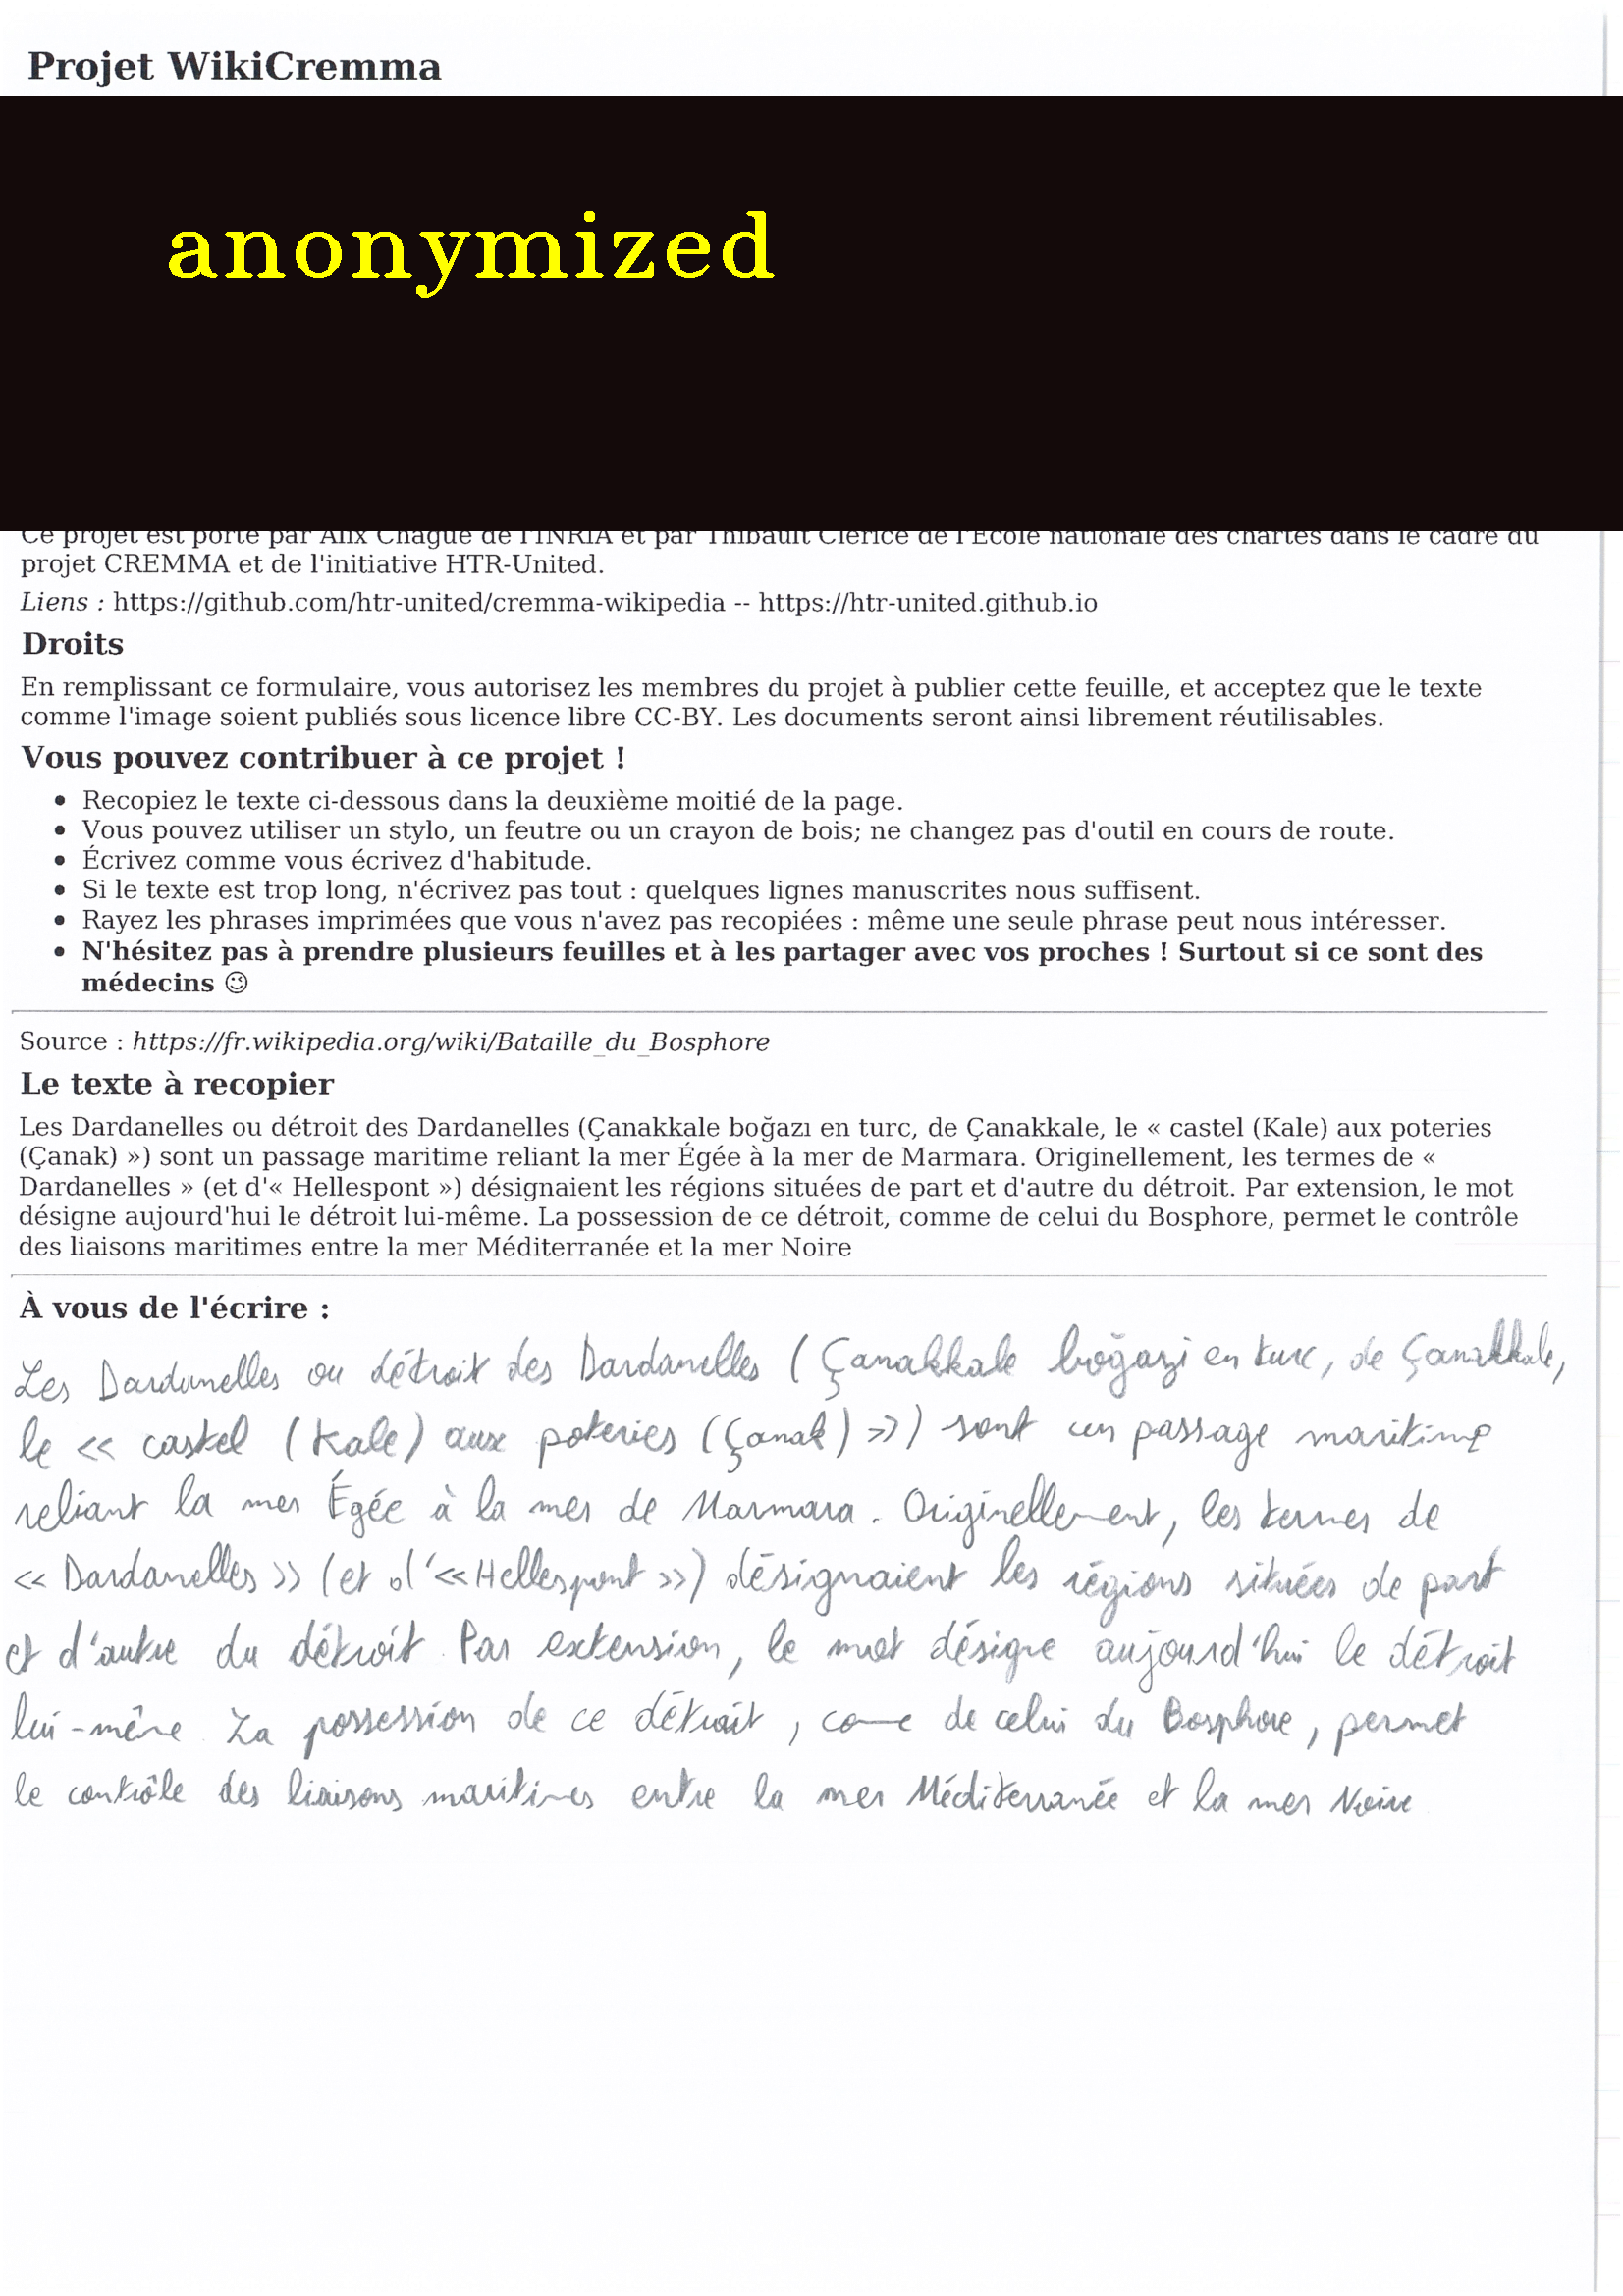 Projet WikiCremma
anonymized
Ce projet est porté par Alix Chagué de l'INRIA et par Thibault Clérice de l'École nationale des chartes dans le cadre du
projet CREMMA et de l'initiative HTR-United.
Liens : https://github.com/htr-united/cremma-wikipedia -- https://htr-united.github.io
Droits
En remplissant ce formulaire, vous autorisez les membres du projet à publier cette feuille, et acceptez que le texte
comme l'image soient publiés sous licence libre CC-BY. Les documents seront ainsi librement réutilisables.
Vous pouvez contribuer à ce projet !
• Recopiez le texte ci-dessous dans la deuxième moitié de la page.
• Vous pouvez utiliser un stylo, un feutre ou un crayon de bois; ne changez pas d'outil en cours de route.
• Écrivez comme vous écrivez d'habitude.
• Si le texte est trop long, n'écrivez pas tout : quelques lignes manuscrites nous suffisent.
• Rayez les phrases imprimées que vous n'avez pas recopiées : même une seule phrase peut nous intéresser.
• N'hésitez pas à prendre plusieurs feuilles et à les partager avec vos proches ! Surtout si ce sont des
médecins 😉
Source : https://fr.wikipedia.org/wiki/Bataille_du_Bosphore
Le texte à recopier
Les Dardanelles ou détroit des Dardanelles (Çanakkale boğazı en turc, de Çanakkale, le « castel (Kale) aux poteries
(Çanak) ») sont un passage maritime reliant la mer Égée à la mer de Marmara. Originellement, les termes de «
Dardanelles » (et d'« Hellespont ») désignaient les régions situées de part et d'autre du détroit. Par extension, le mot
désigne aujourd'hui le détroit lui-même. La possession de ce détroit, comme de celui du Bosphore, permet le contrôle
des liaisons maritimes entre la mer Méditerranée et la mer Noire
À vous de l'écrire :
Les Dardanelles ou détroit des Dardanelles (Çanakkale boğazi en turc, de Çanakkale,
le « castel (Kale) aux poteries (Çanak) ») sont un passage maritime
reliant la mer Égée à la mer de Marmara. Originellement, les termes de
« Dardanelles » (et d'« Hellespont ») désignaient les régions situées de part
et d'autre du détroit. Par extension, le mot désigne aujourd'hui le détroit
lui-même. La possession de ce détroit, comme de celui du Bosphore, permet
le contrôle des liaisons maritimes entre la mer Méditerranée et la mer Noire